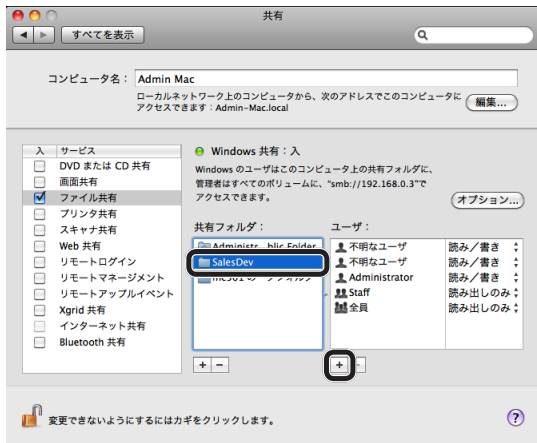 共有
すべてを表示
コンピュータ名： Admin Mac
ローカルネットワーク上のコンピュータから、次のアドレスでこのコンピュータに
アクセスできます：Admin-Mac.local
編集...
入 サービス
DVD または CD 共有
画面共有
ファイル共有
プリンタ共有
スキャナ共有
Web 共有
リモートログイン
リモートマネージメント
リモートアップルイベント
Xgrid 共有
インターネット共有
Bluetooth 共有
Windows 共有：入
Windows のユーザはこのコンピュータ上の共有フォルダに、
管理者はすべてのボリュームに、“smb://192.168.0.3”で
アクセスできます。
オプション...
共有フォルダ：
Administr...blic Folder
SalesDev
ユーザ：
不明なユーザ 読み／書き
不明なユーザ 読み／書き
Administrator 読み／書き
Staff 読み出しのみ
全員 読み出しのみ
+ −
+ -
変更できないようにするにはカギをクリックします。
?